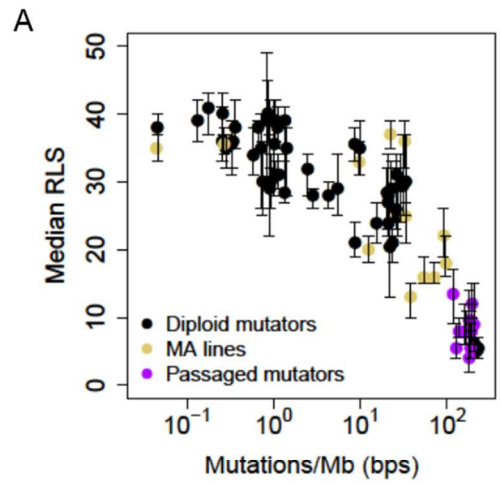 A
50
40
30
20
10
0
Median RLS
Diploid mutators
MA lines
Passaged mutators
10⁻¹ 10⁰ 10¹ 10²
Mutations/Mb (bps)